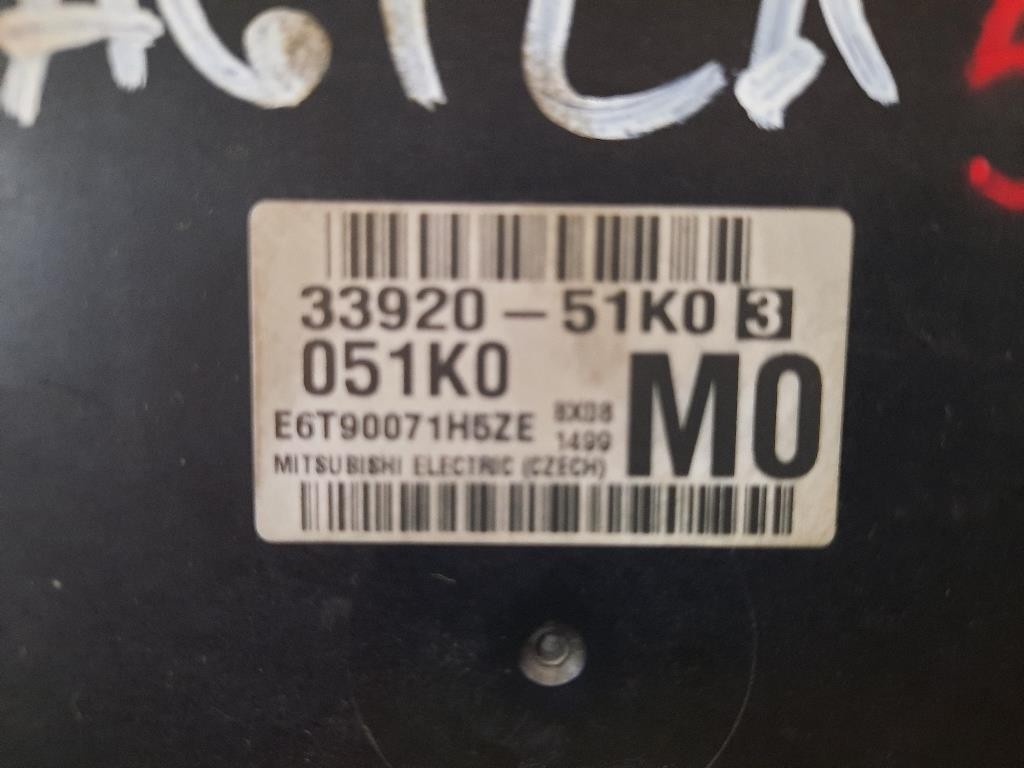 33920-51K0 3
051K0
M0
E6T90071H5ZE 8X08
1499
MITSUBISHI ELECTRIC (CZECH)